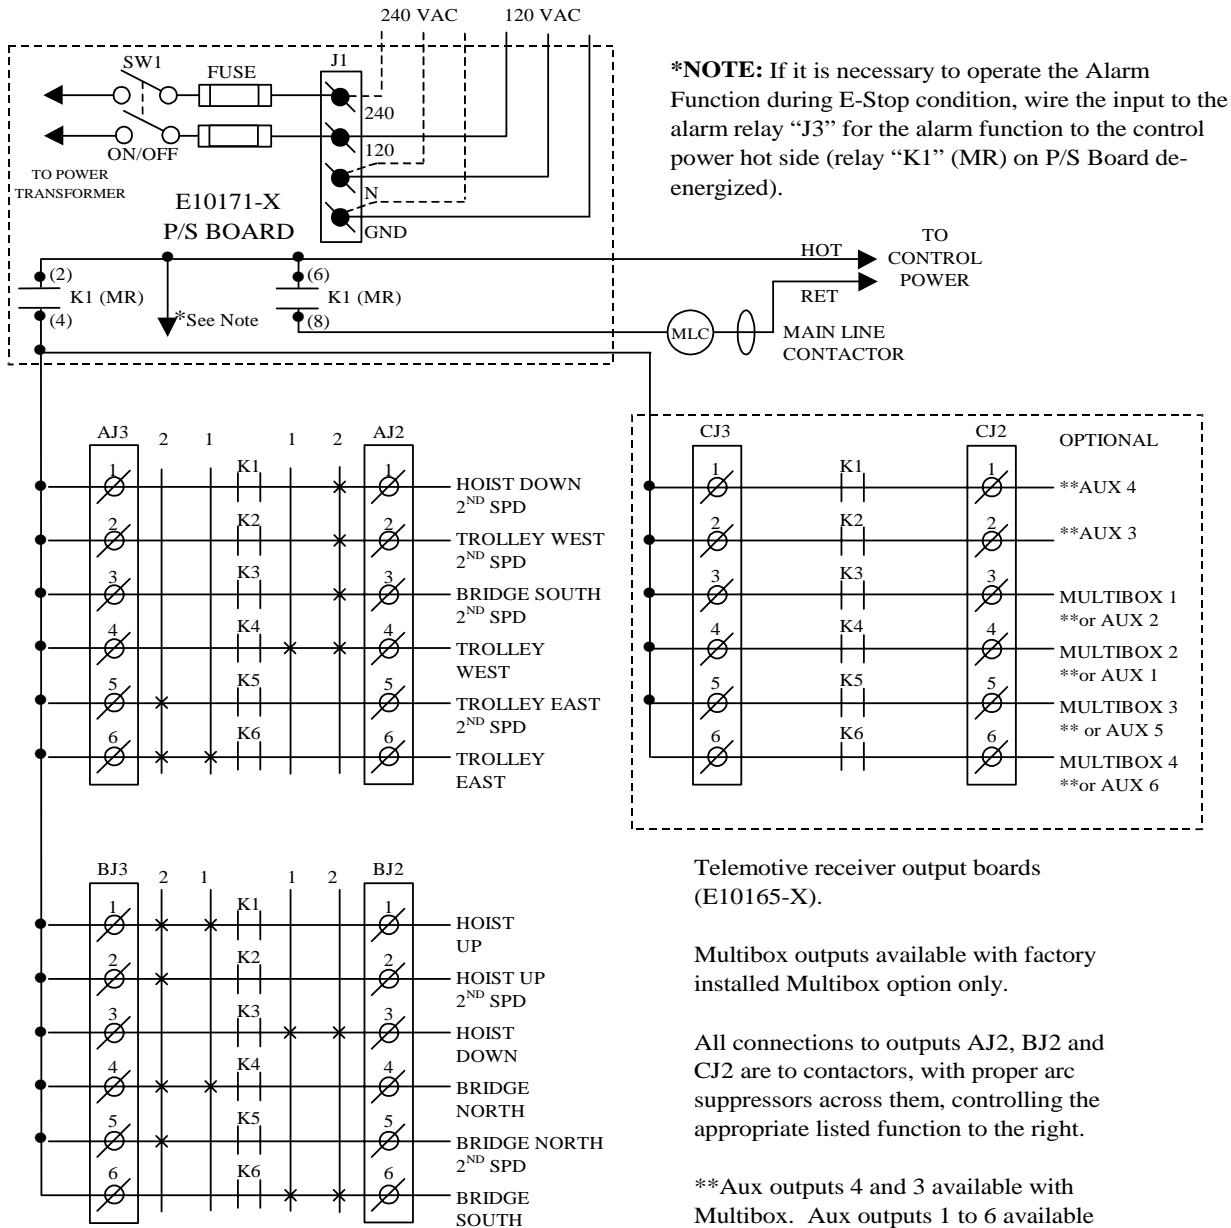 240 VAC 120 VAC
SW1
FUSE
J1
240
120
N
GND
ON/OFF
TO POWER
TRANSFORMER
E10171-X
P/S BOARD
*NOTE: If it is necessary to operate the Alarm
Function during E-Stop condition, wire the input to the
alarm relay “J3” for the alarm function to the control
power hot side (relay “K1” (MR) on P/S Board de-
energized).
(2)
K1 (MR)
(4)
*See Note
(6)
K1 (MR)
(8)
HOT
RET
TO
CONTROL
POWER
MLC
MAIN LINE
CONTACTOR
AJ3 2 1 1 2 AJ2
1 K1 1 HOIST DOWN
2ND SPD
2 K2 2 TROLLEY WEST
2ND SPD
3 K3 3 BRIDGE SOUTH
2ND SPD
4 K4 4 TROLLEY
WEST
5 K5 5 TROLLEY EAST
2ND SPD
6 K6 6 TROLLEY
EAST
CJ3 CJ2 OPTIONAL
1 K1 1 **AUX 4
2 K2 2 **AUX 3
3 K3 3 MULTIBOX 1
**or AUX 2
4 K4 4 MULTIBOX 2
**or AUX 1
5 K5 5 MULTIBOX 3
** or AUX 5
6 K6 6 MULTIBOX 4
**or AUX 6
BJ3 2 1 1 2 BJ2
1 K1 1 HOIST
UP
2 K2 2 HOIST UP
2ND SPD
3 K3 3 HOIST
DOWN
4 K4 4 BRIDGE
NORTH
5 K5 5 BRIDGE NORTH
2ND SPD
6 K6 6 BRIDGE
SOUTH
Telemotive receiver output boards
(E10165-X).
Multibox outputs available with factory
installed Multibox option only.
All connections to outputs AJ2, BJ2 and
CJ2 are to contactors, with proper arc
suppressors across them, controlling the
appropriate listed function to the right.
**Aux outputs 4 and 3 available with
Multibox. Aux outputs 1 to 6 available